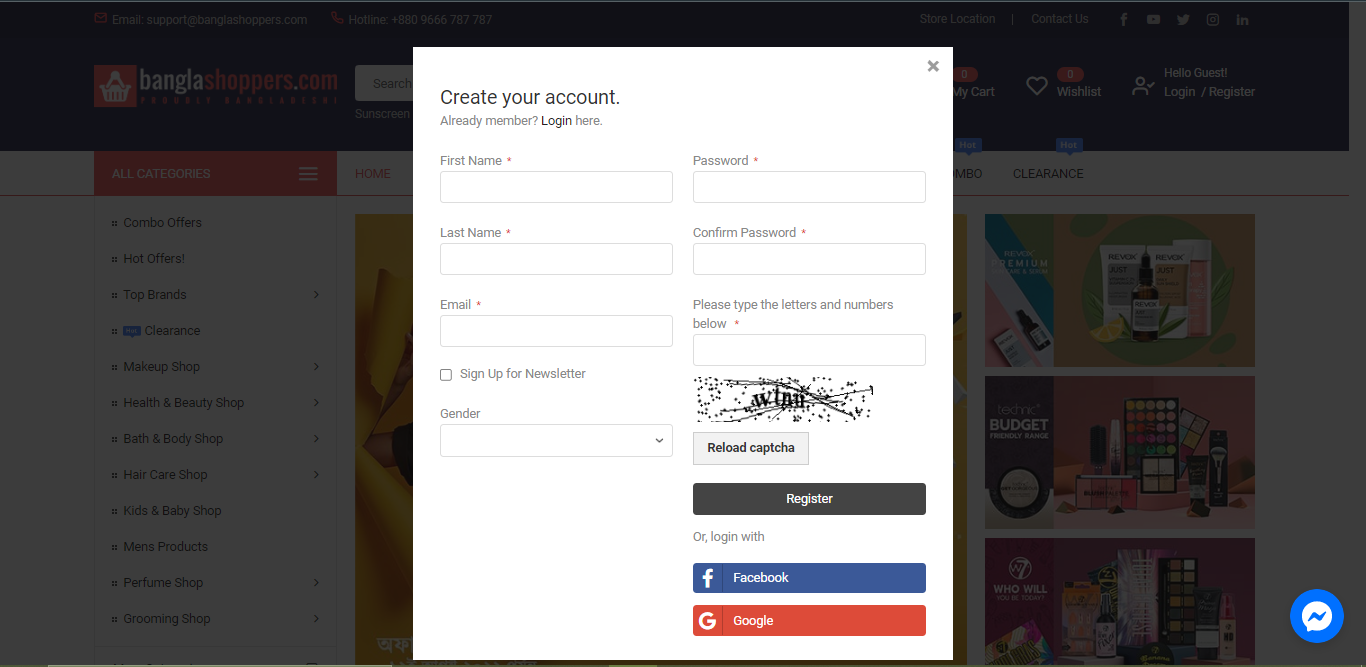 Email: support@banglashoppers.com
Hotline: +880 9666 787 787
Store Location | Contact Us
banglashoppers.com
PROUDLY BANGLADESHI
Search
Sunscreen
0
My Cart
0
Wishlist
Hello Guest!
Login / Register
ALL CATEGORIES
HOME
Hot
Hot
CLEARANCE
Combo Offers
Hot Offers!
Top Brands
Hot Clearance
Makeup Shop
Health & Beauty Shop
Bath & Body Shop
Hair Care Shop
Kids & Baby Shop
Mens Products
Perfume Shop
Grooming Shop
Create your account.
Already member? Login here.
First Name *
Last Name *
Email *
Sign Up for Newsletter
Gender
Password *
Confirm Password *
Please type the letters and numbers
below *
Reload captcha
Register
Or, login with
Facebook
Google
REVOX
PREMIUM
REVOX
JUST
REVOX
JUST
technic
BUDGET
FRIENDLY RANGE
W7
WHO WILL
YOU BE TODAY?